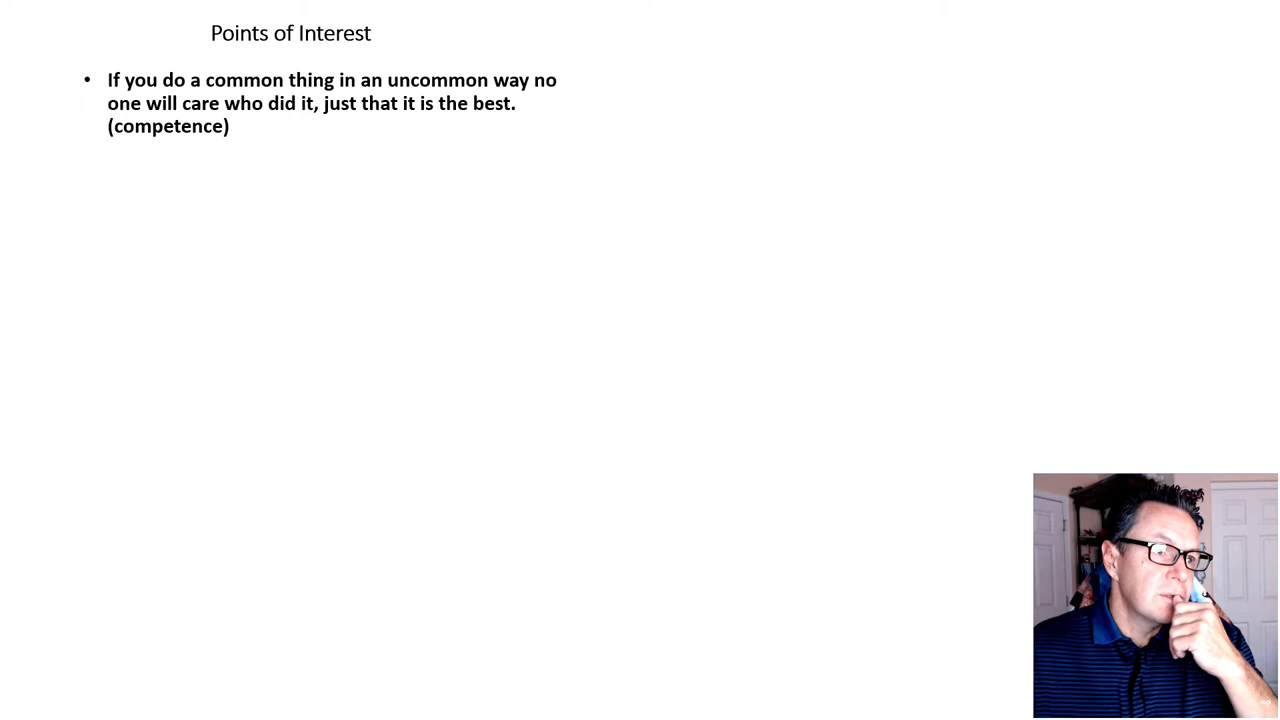 Points of Interest
• If you do a common thing in an uncommon way no
one will care who did it, just that it is the best.
(competence)